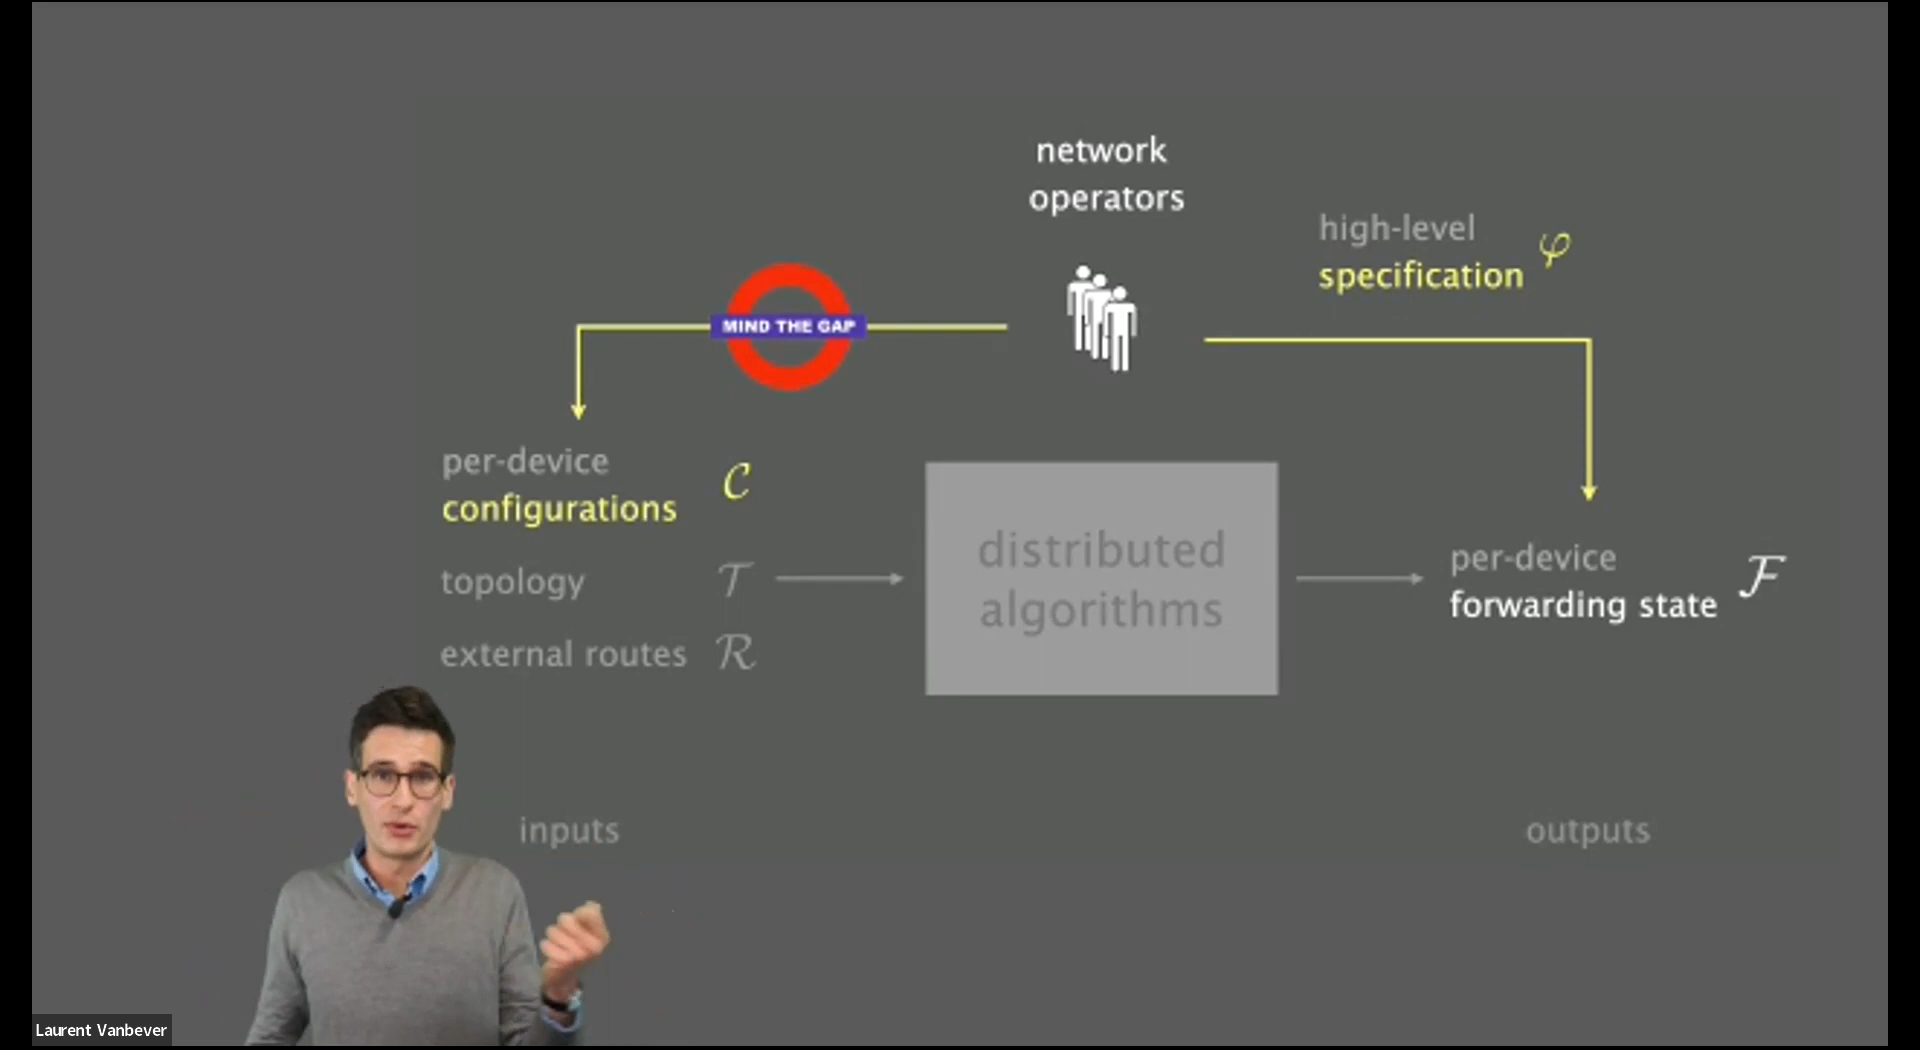 network
operators
high-level
specification φ
MIND THE GAP
per-device
configurations C
topology T
external routes R
distributed
algorithms
per-device
forwarding state F
inputs
outputs
Laurent Vanbever